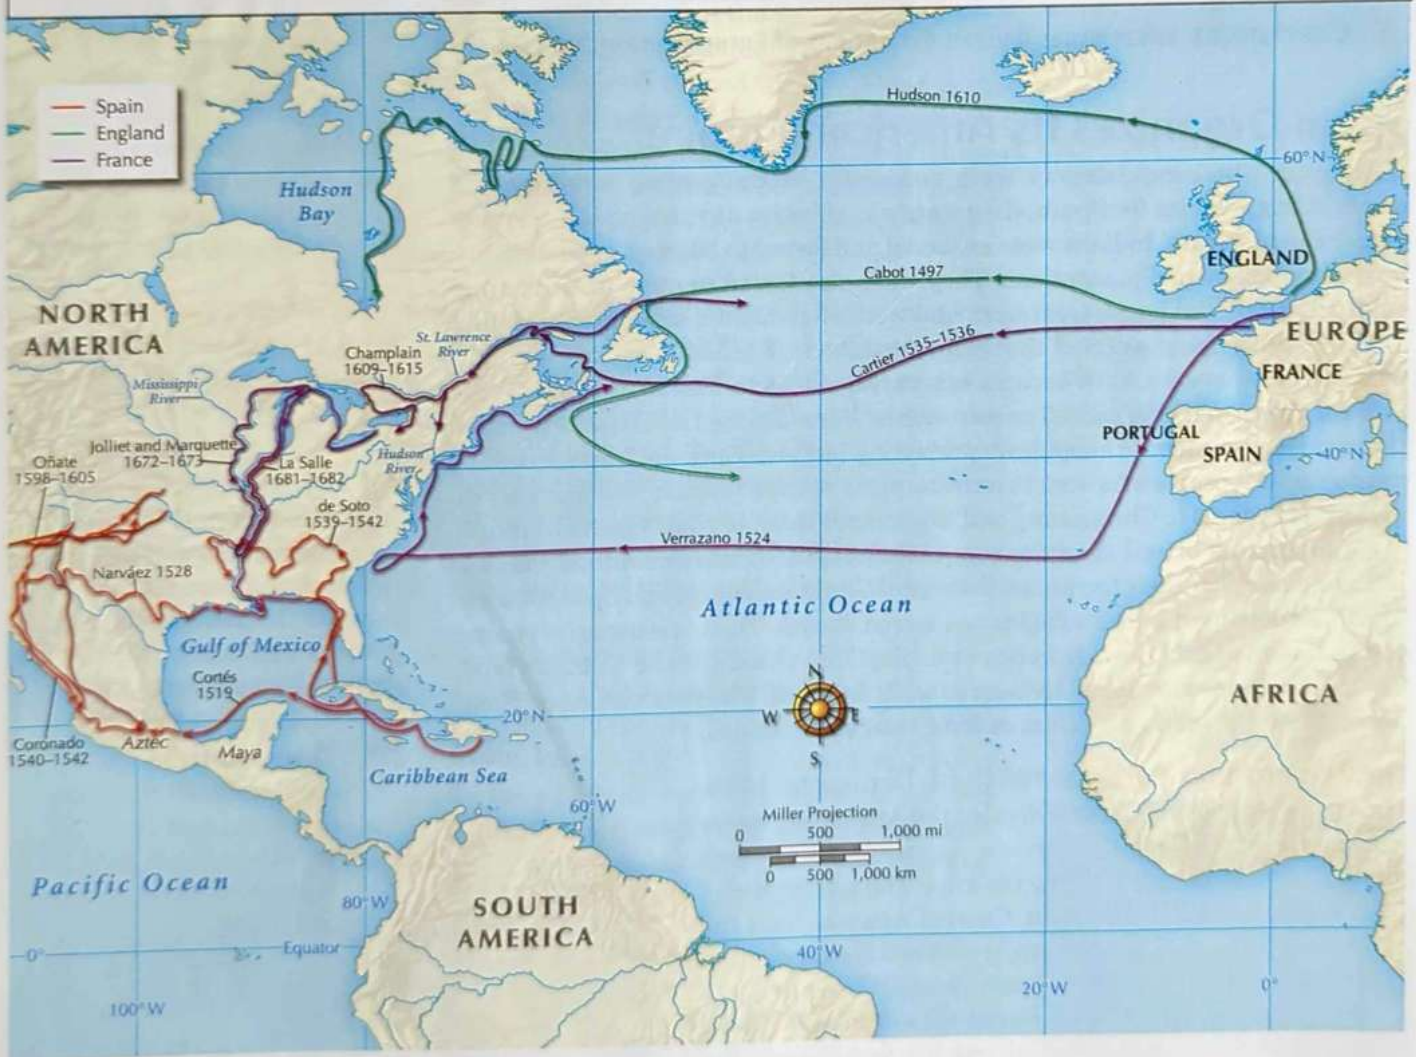 Spain
England
France
Hudson 1610
60°N
Hudson
Bay
ENGLAND
Cabot 1497
NORTH
AMERICA
St. Lawrence
River
EUROPE
Cartier 1535–1536
Champlain
1609–1615
FRANCE
Mississippi
River
PORTUGAL
SPAIN
40°N
Jolliet and Marquette
1672–1673
Hudson
River
Oñate
1598–1605
La Salle
1681–1682
de Soto
1539–1542
Verrazano 1524
Narváez 1528
Atlantic Ocean
Gulf of Mexico
Cortés
1519
N
W
E
S
AFRICA
20°N
Coronado
1540–1542
Aztec
Maya
Caribbean Sea
60°W
Miller Projection
0 500 1,000 mi
0 500 1,000 km
Pacific Ocean
80°W
SOUTH
AMERICA
0°
Equator
40°W
20°W
0°
100°W